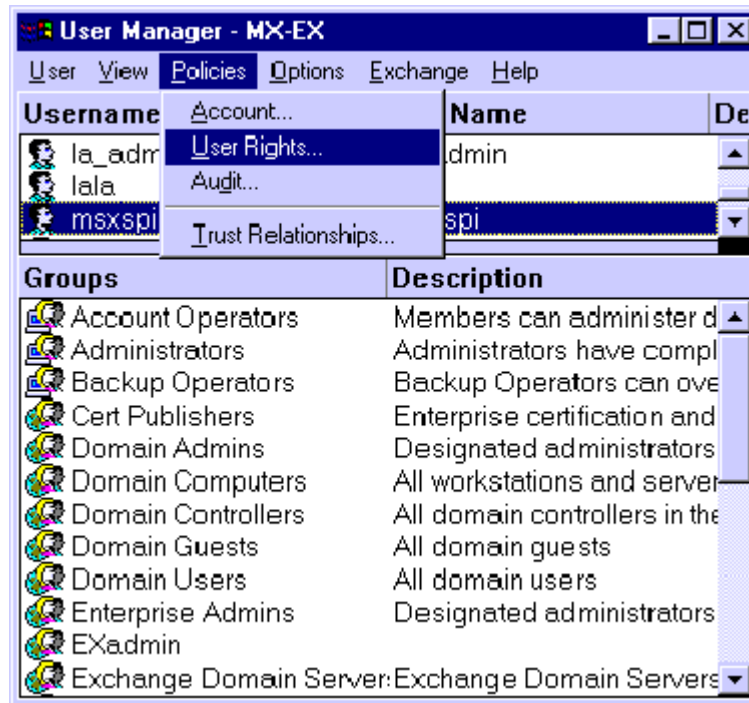 User Manager - MX-EX
User View Policies Options Exchange Help
Username Name De
Account...
User Rights...
Audit...
Trust Relationships...
la_adm dmin
lala
msxspi spi
Groups Description
Account Operators Members can administer d
Administrators Administrators have compl
Backup Operators Backup Operators can ove
Cert Publishers Enterprise certification and
Domain Admins Designated administrators
Domain Computers All workstations and server
Domain Controllers All domain controllers in the
Domain Guests All domain guests
Domain Users All domain users
Enterprise Admins Designated administrators
EXadmin
Exchange Domain Server: Exchange Domain Servers